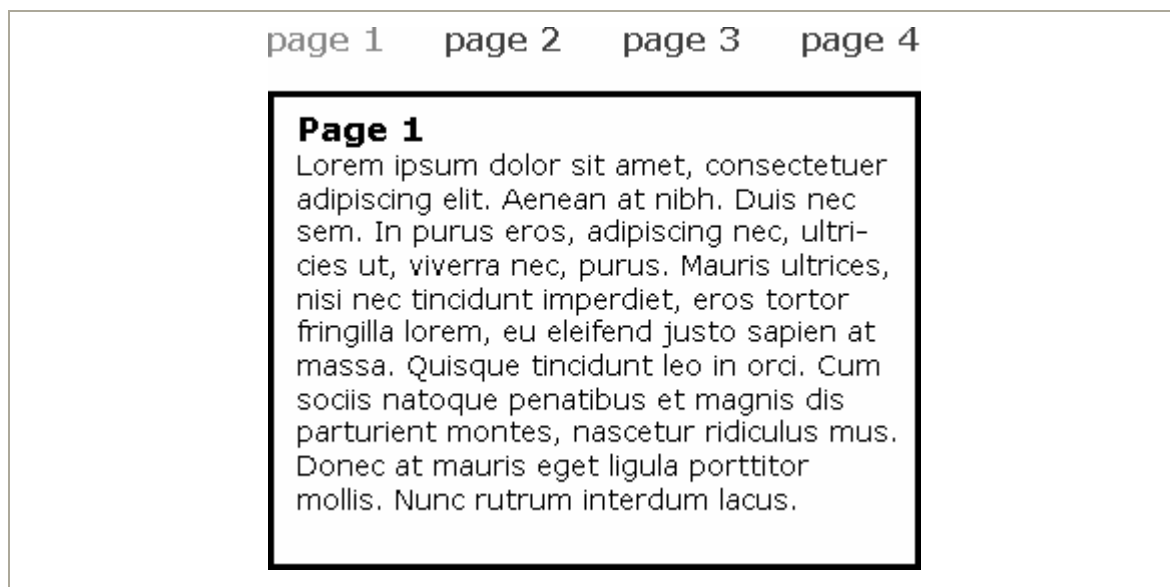 page 1 page 2 page 3 page 4
Page 1
Lorem ipsum dolor sit amet, consectetuer
adipiscing elit. Aenean at nibh. Duis nec
sem. In purus eros, adipiscing nec, ultri-
cies ut, viverra nec, purus. Mauris ultrices,
nisi nec tincidunt imperdiet, eros tortor
fringilla lorem, eu eleifend justo sapien at
massa. Quisque tincidunt leo in orci. Cum
sociis natoque penatibus et magnis dis
parturient montes, nascetur ridiculus mus.
Donec at mauris eget ligula porttitor
mollis. Nunc rutrum interdum lacus.